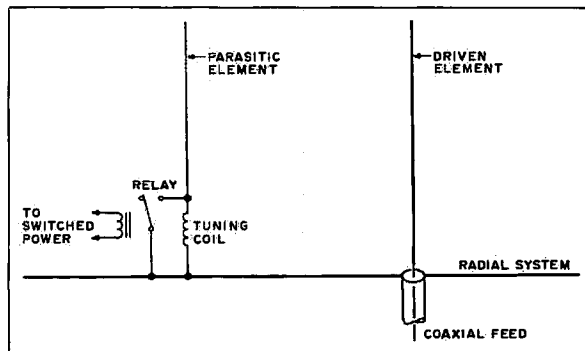 PARASITIC
ELEMENT
DRIVEN
ELEMENT
RELAY
TO
SWITCHED
POWER
TUNING
COIL
RADIAL SYSTEM
COAXIAL FEED